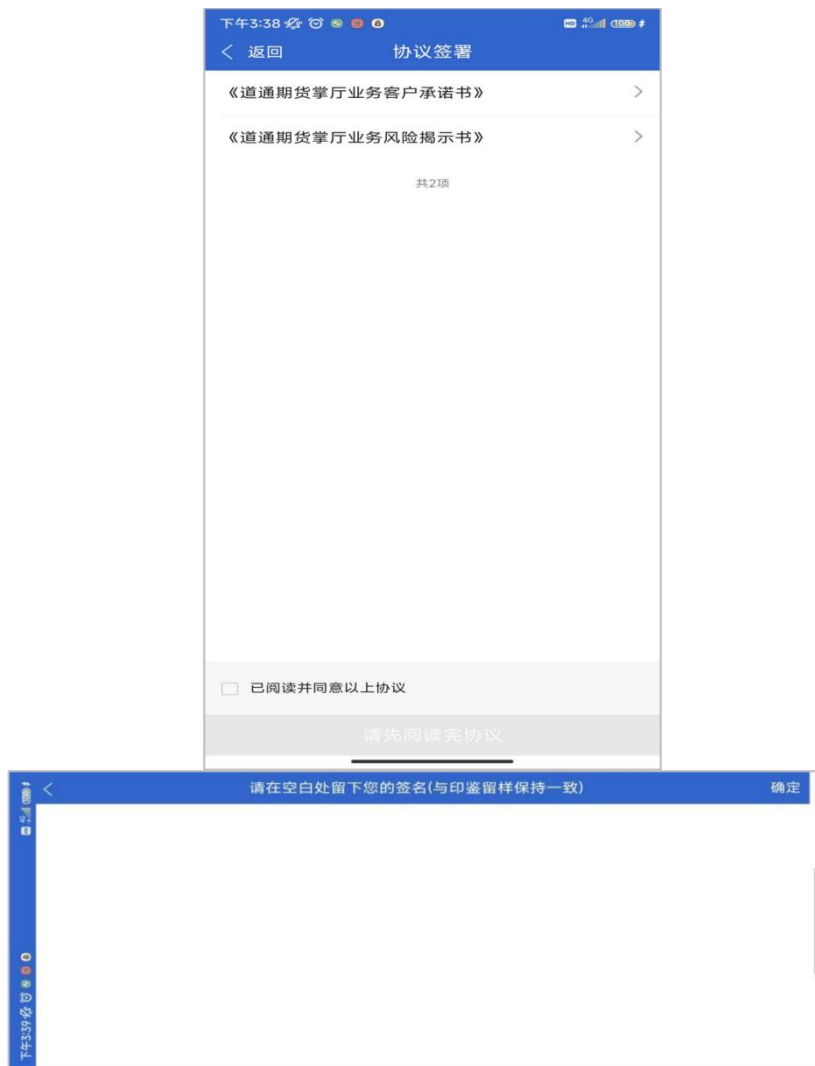 下午3:38
4G
HD
100
返回
协议签署
《道通期货掌厅业务客户承诺书》
《道通期货掌厅业务风险揭示书》
共2项
已阅读并同意以上协议
请先阅读完协议
请在空白处留下您的签名(与印鉴留样保持一致)
确定
下午3:39